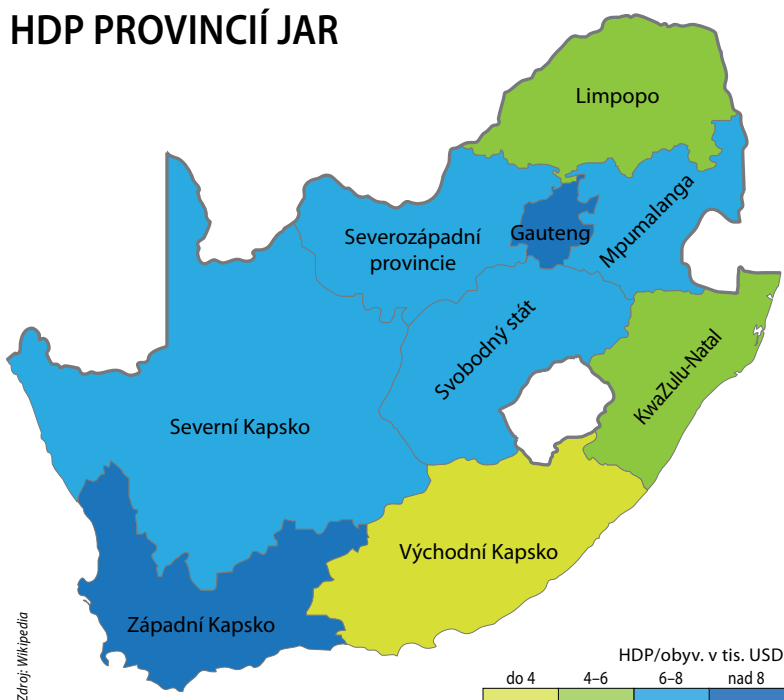 HDP PROVINCIÍ JAR
Limpopo
Mpumalanga
Gauteng
Severozápadní
provincie
Svobodný stát
KwaZulu-Natal
Severní Kapsko
Východní Kapsko
Západní Kapsko
Zdroj: Wikipedia
HDP/obyv. v tis. USD
do 4 4–6 6–8 nad 8